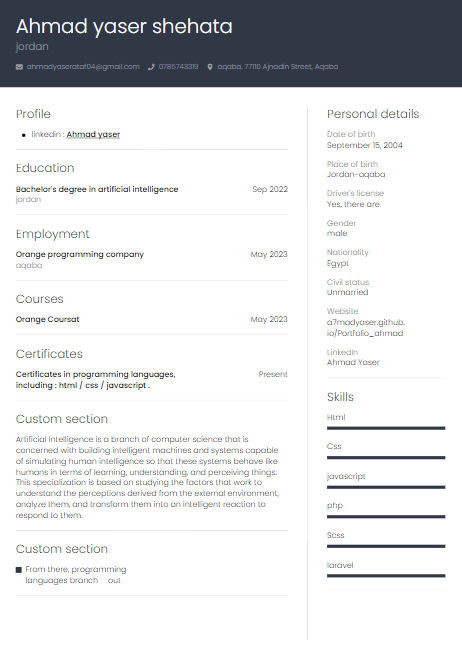 Ahmad yaser shehata
jordan
ahmadyaserataf04@gmail.com 0785743319 aqaba, 77110 Ajnadin Street, Aqaba
Profile
linkedin : Ahmad yaser
Education
Bachelor's degree in artificial intelligence Sep 2022
jordan
Employment
Orange programming company May 2023
aqaba
Courses
Orange Coursat May 2023
Certificates
Certificates in programming languages, Present
including : html / css / javascript .
Custom section
Artificial Intelligence is a branch of computer science that is
concerned with building intelligent machines and systems capable
of simulating human intelligence so that these systems behave like
humans in terms of learning, understanding, and perceiving things.
This specialization is based on studying the factors that work to
understand the perceptions derived from the external environment,
analyze them, and transform them into an intelligent reaction to
respond to them.
Custom section
From there, programming
languages branch out
Personal details
Date of birth
September 15, 2004
Place of birth
Jordan-aqaba
Driver's license
Yes, there are
Gender
male
Nationality
Egypt
Civil status
Unmarried
Website
a7madyaser.github.
io/Portfolio_ahmad
LinkedIn
Ahmad Yaser
Skills
Html
Css
javascript
php
Scss
laravel